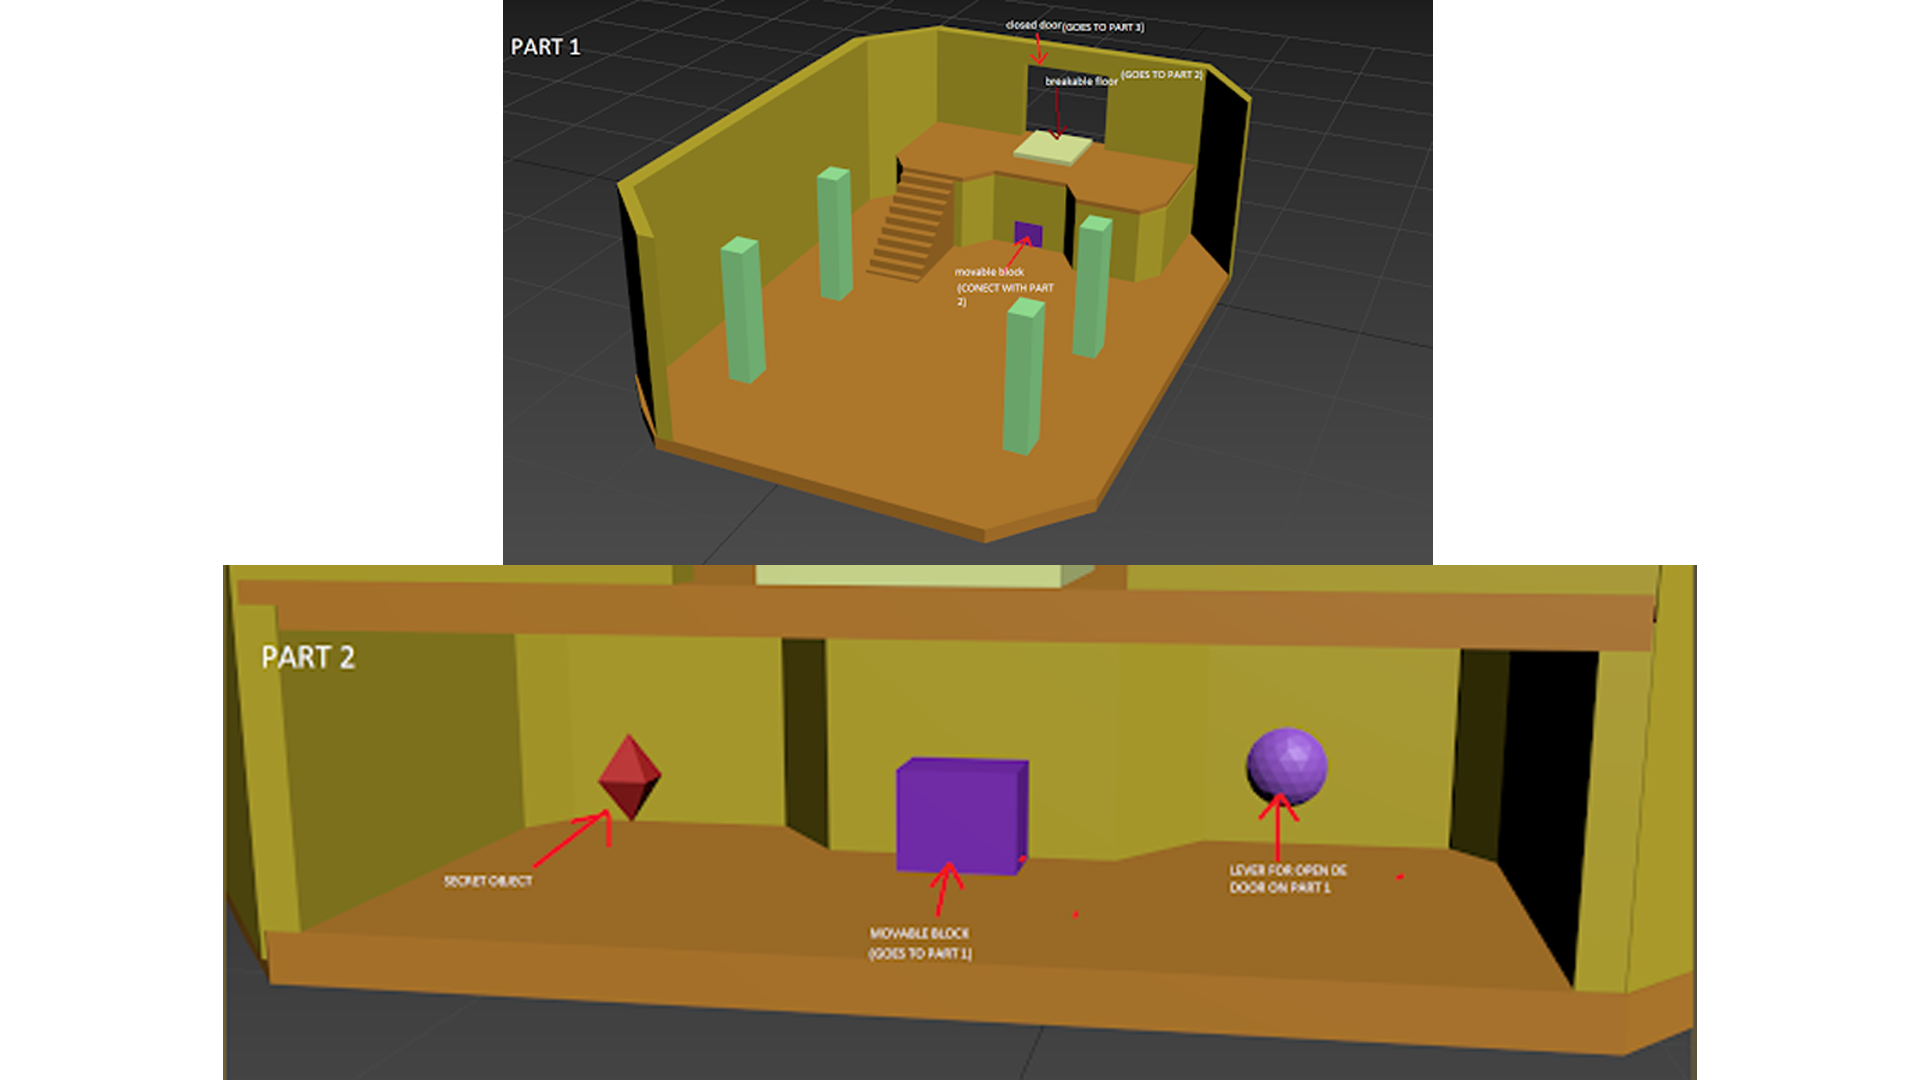 PART 1
closed door(GOES TO PART 3)
breakable floor (GOES TO PART 2)
movable block
(CONECT WITH PART
2)
PART 2
SECRET OBJECT
MOVABLE BLOCK
(GOES TO PART 1)
LEVER FOR OPEN DE
DOOR ON PART 1